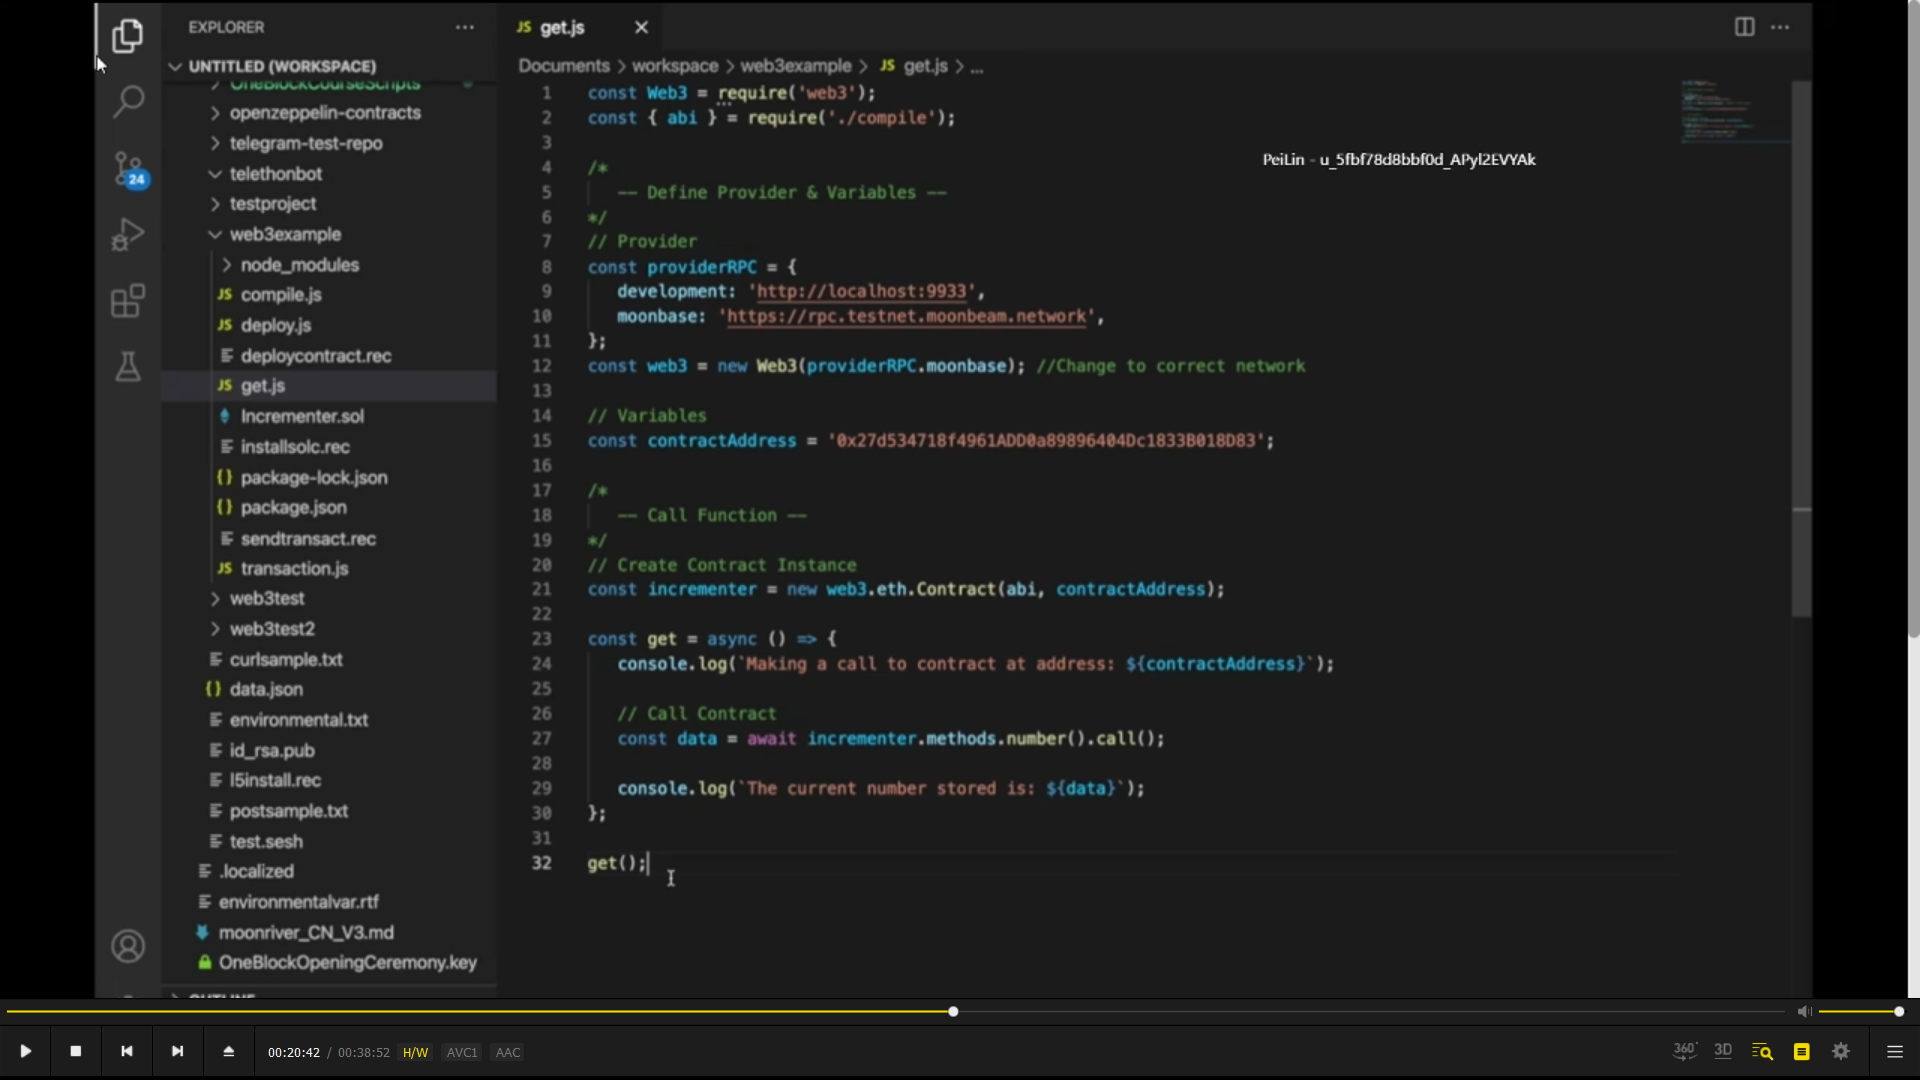 EXPLORER
UNTITLED (WORKSPACE)
OneBlockCourseScripts
openzeppelin-contracts
telegram-test-repo
telethonbot
testproject
web3example
node_modules
JS compile.js
JS deploy.js
deploycontract.rec
JS get.js
Incrementer.sol
installsolc.rec
{} package-lock.json
{} package.json
sendtransact.rec
JS transaction.js
web3test
web3test2
curlsample.txt
{} data.json
environmental.txt
id_rsa.pub
l5install.rec
postsample.txt
test.sesh
.localized
environmentalvar.rtf
moonriver_CN_V3.md
OneBlockOpeningCeremony.key
OUTLINE
24
JS get.js
Documents > workspace > web3example > JS get.js > ...
1 const Web3 = require('web3');
2 const { abi } = require('./compile');
3
4 /*
5 -- Define Provider & Variables --
6 */
7 // Provider
8 const providerRPC = {
9 development: 'http://localhost:9933',
10 moonbase: 'https://rpc.testnet.moonbeam.network',
11 };
12 const web3 = new Web3(providerRPC.moonbase); //Change to correct network
13
14 // Variables
15 const contractAddress = '0x27d534718f4961ADD0a89896404Dc1833B018D83';
16
17 /*
18 -- Call Function --
19 */
20 // Create Contract Instance
21 const incrementer = new web3.eth.Contract(abi, contractAddress);
22
23 const get = async () => {
24 console.log(`Making a call to contract at address: ${contractAddress}`);
25
26 // Call Contract
27 const data = await incrementer.methods.number().call();
28
29 console.log(`The current number stored is: ${data}`);
30 };
31
32 get();
PeiLin - u_5fbf78d8bbf0d_APyl2EVYAk
00:20:42 / 00:38:52 H/W AVC1 AAC
360° 3D